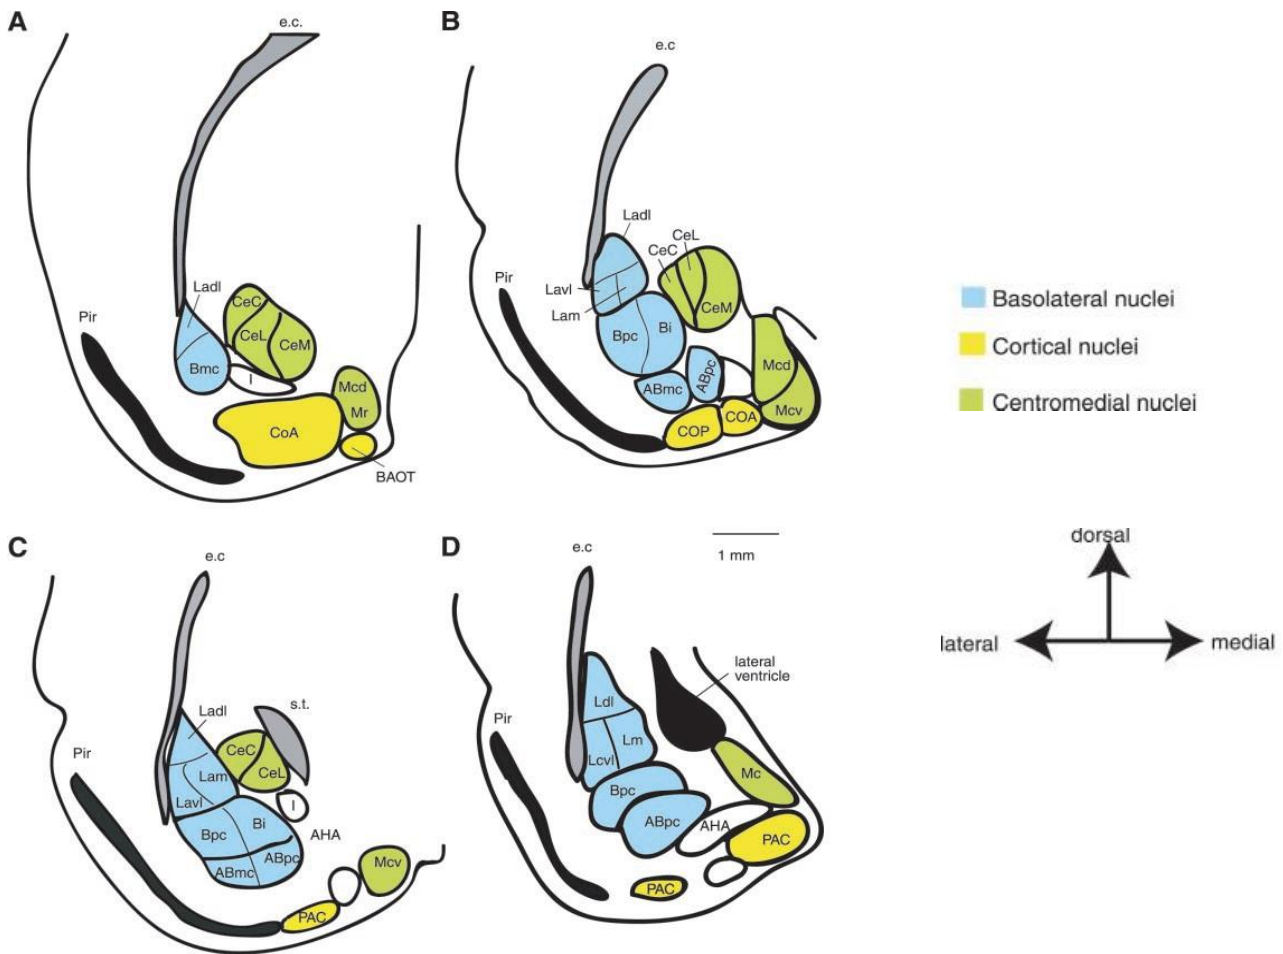 A
e.c.
Ladl
CeC
CeL
CeM
Pir
Bmc
I
Mcd
Mr
CoA
BAOT
B
e.c
Ladl
CeL
CeC
Pir
Lavl
Lam
CeM
Bpc
Bi
ABmc
ABpc
Mcd
Mcv
COP
COA
Basolateral nuclei
Cortical nuclei
Centromedial nuclei
C
e.c
Ladl
s.t.
Pir
CeC
CeL
Lam
Lavl
I
Bpc
Bi
AHA
ABmc
ABpc
Mcv
PAC
D
e.c
1 mm
lateral
ventricle
Ldl
Pir
Lm
Lcvl
Mc
Bpc
ABpc
AHA
PAC
PAC
dorsal
lateral
medial